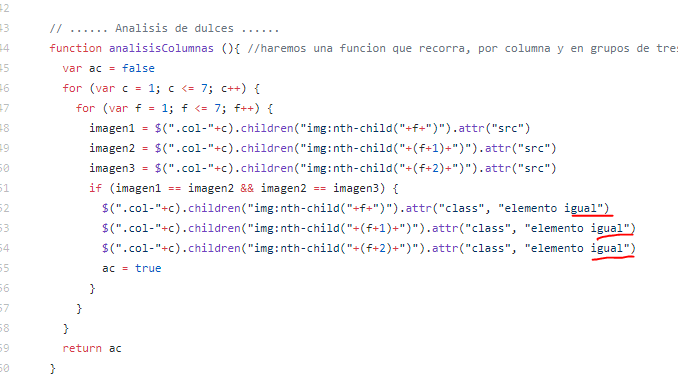 42
43 // ...... Analisis de dulces ......
44 function analisisColumnas (){ //haremos una funcion que recorra, por columna y en grupos de tres
45 var ac = false
46 for (var c = 1; c <= 7; c++) {
47 for (var f = 1; f <= 7; f++) {
48 imagen1 = $(".col-"+c).children("img:nth-child("+f+")").attr("src")
49 imagen2 = $(".col-"+c).children("img:nth-child("+(f+1)+")").attr("src")
50 imagen3 = $(".col-"+c).children("img:nth-child("+(f+2)+")").attr("src")
51 if (imagen1 == imagen2 && imagen2 == imagen3) {
52 $(".col-"+c).children("img:nth-child("+f+")").attr("class", "elemento igual")
53 $(".col-"+c).children("img:nth-child("+(f+1)+")").attr("class", "elemento igual")
54 $(".col-"+c).children("img:nth-child("+(f+2)+")").attr("class", "elemento igual")
55 ac = true
56 }
57 }
58 }
59 return ac
60 }